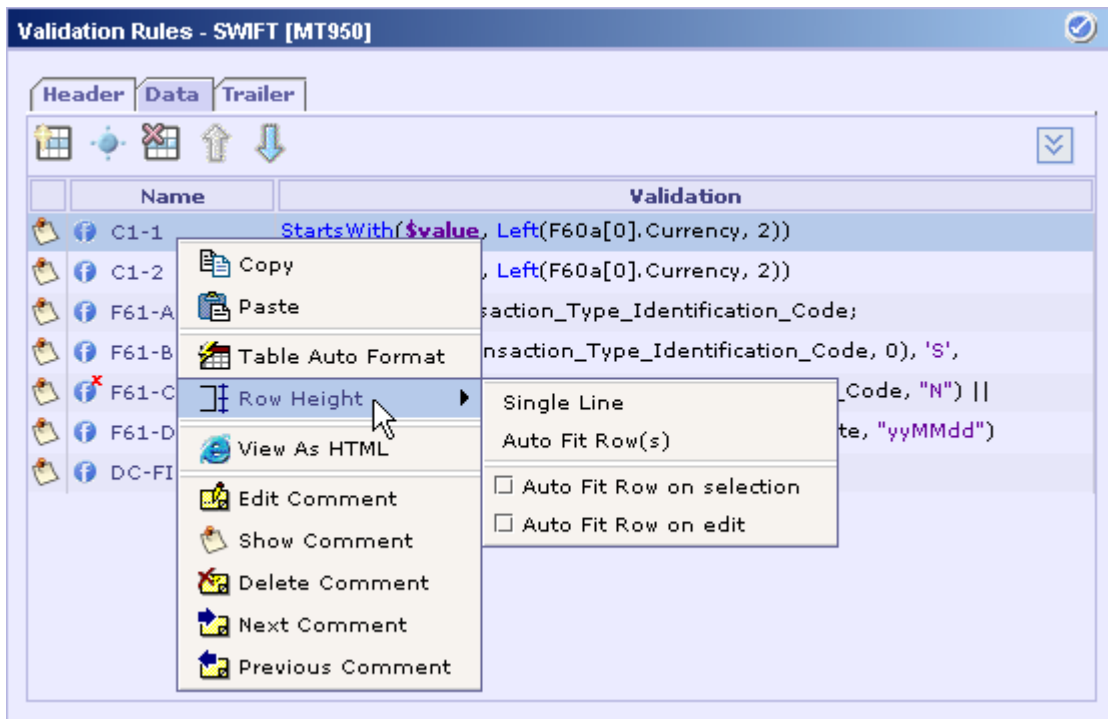 Validation Rules - SWIFT [MT950]
Header Data Trailer
Name Validation
C1-1 StartsWith($value, Left(F60a[0].Currency, 2))
C1-2 , Left(F60a[0].Currency, 2))
F61-A saction_Type_Identification_Code;
F61-B nsaction_Type_Identification_Code, 0), 'S',
F61-C _Code, "N") ||
F61-D te, "yyMMdd")
DC-FI
Copy
Paste
Table Auto Format
Row Height
View As HTML
Edit Comment
Show Comment
Delete Comment
Next Comment
Previous Comment
Single Line
Auto Fit Row(s)
Auto Fit Row on selection
Auto Fit Row on edit